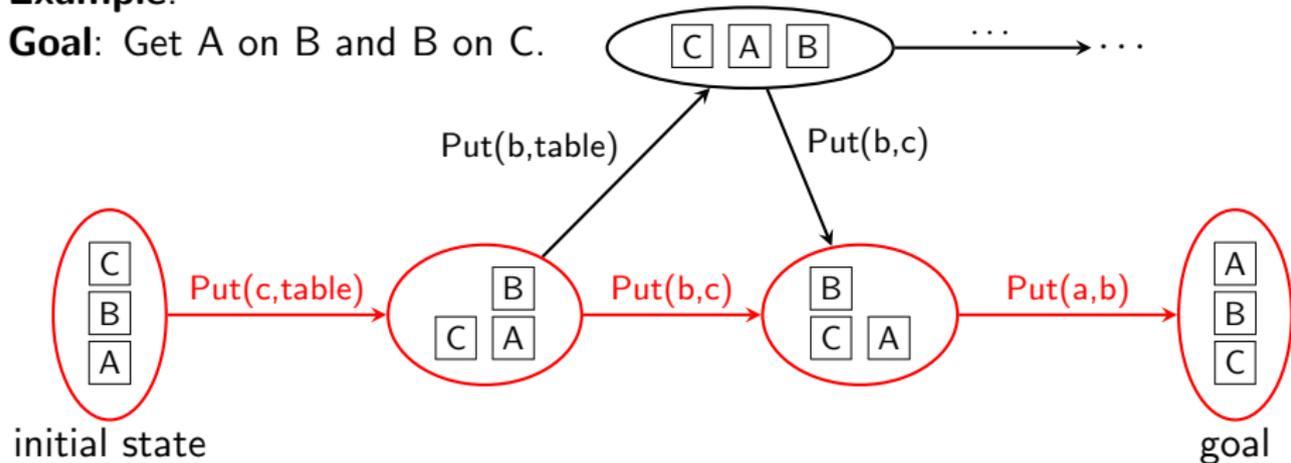 Example:
Goal: Get A on B and B on C.
C A B
...
...
Put(b,table)
Put(b,c)
C
B
A
Put(c,table)
B
C A
Put(b,c)
B
C A
Put(a,b)
A
B
C
initial state
goal